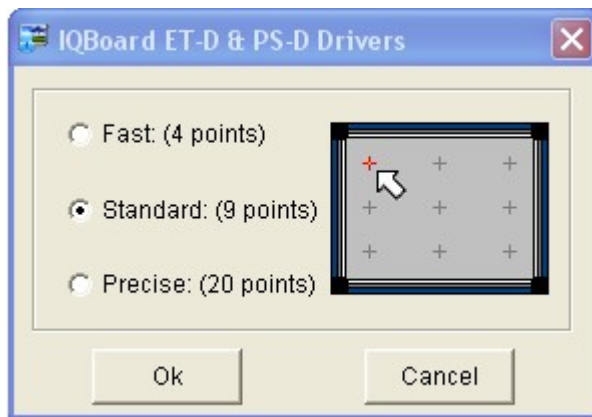 IQBoard ET-D & PS-D Drivers
Fast: (4 points)
Standard: (9 points)
Precise: (20 points)
Ok
Cancel